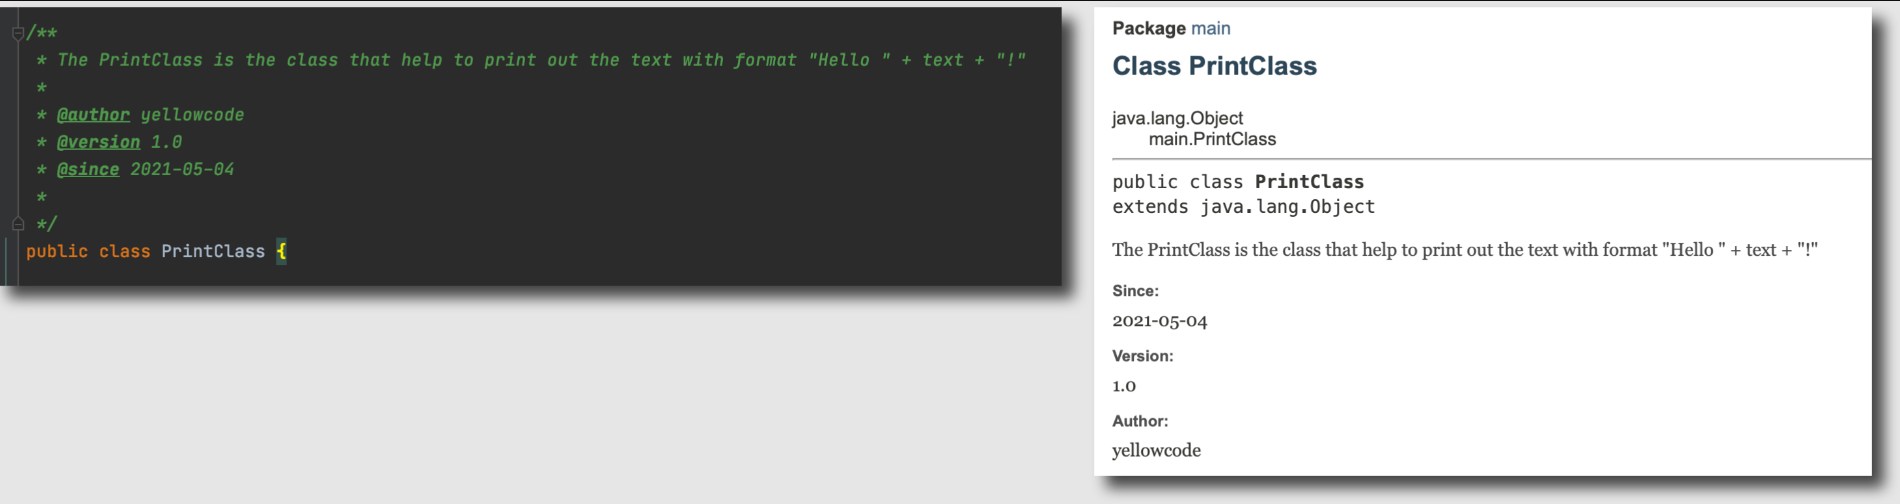 /**
* The PrintClass is the class that help to print out the text with format "Hello " + text + "!"
*
* @author yellowcode
* @version 1.0
* @since 2021-05-04
*
*/
public class PrintClass {
Package main
Class PrintClass
java.lang.Object
main.PrintClass
public class PrintClass
extends java.lang.Object
The PrintClass is the class that help to print out the text with format "Hello " + text + "!"
Since:
2021-05-04
Version:
1.0
Author:
yellowcode